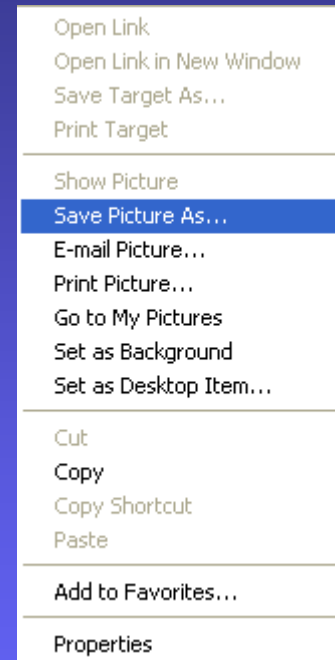 Open Link
Open Link in New Window
Save Target As...
Print Target
Show Picture
Save Picture As...
E-mail Picture...
Print Picture...
Go to My Pictures
Set as Background
Set as Desktop Item...
Cut
Copy
Copy Shortcut
Paste
Add to Favorites...
Properties